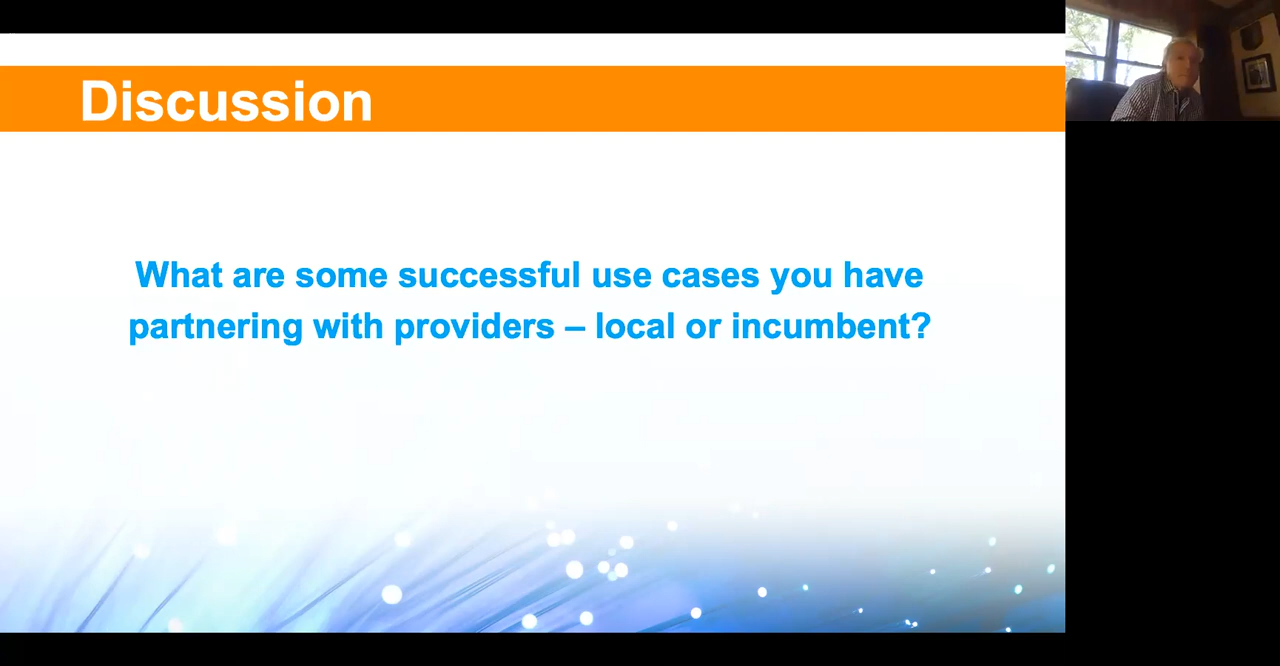 Discussion
What are some successful use cases you have
partnering with providers – local or incumbent?